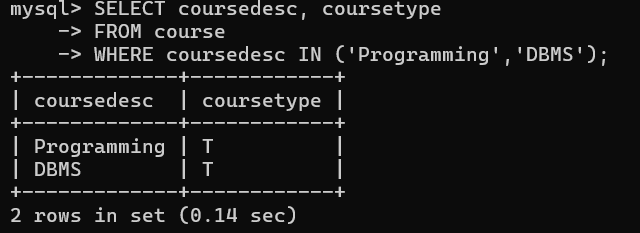 mysql> SELECT coursedesc, coursetype
    -> FROM course
    -> WHERE coursedesc IN ('Programming','DBMS');
+-------------+------------+
| coursedesc  | coursetype |
+-------------+------------+
| Programming | T          |
| DBMS        | T          |
+-------------+------------+
2 rows in set (0.14 sec)